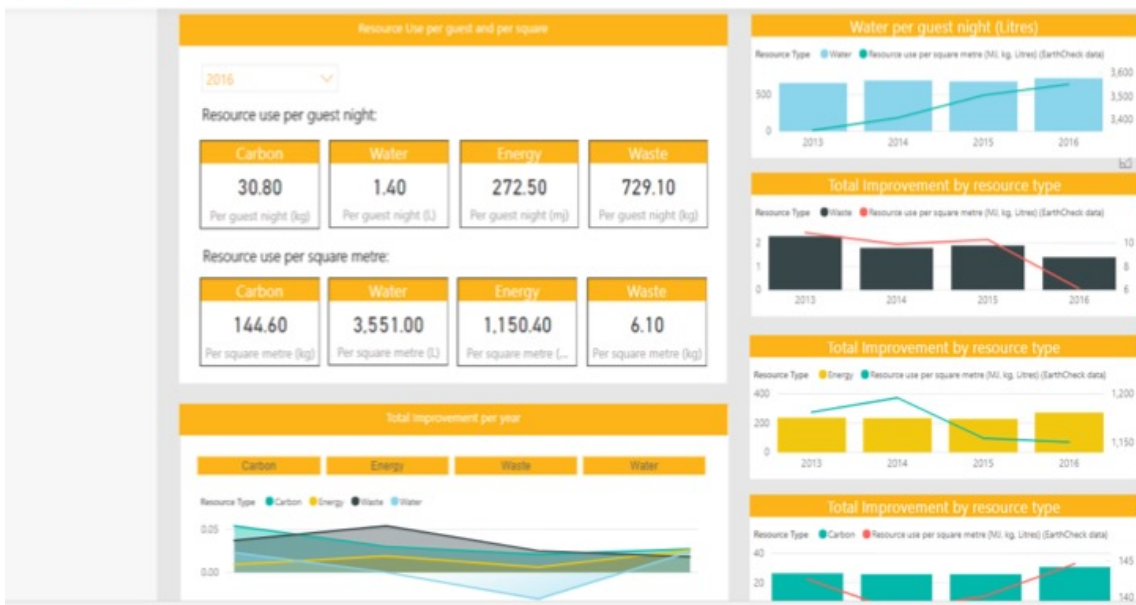 Resource Use per guest and per square
2016
Resource use per guest night:
Carbon
30.80
Per guest night (kg)
Water
1.40
Per guest night (L)
Energy
272.50
Per guest night (mj)
Waste
729.10
Per guest night (kg)
Resource use per square metre:
Carbon
144.60
Per square metre (kg)
Water
3,551.00
Per square metre (L)
Energy
1,150.40
Per square metre (...
Waste
6.10
Per square metre (kg)
Total Improvement per year
Carbon Energy Waste Water
Resource Type Carbon Energy Waste Water
0.05
0.00
Water per guest night (Litres)
Resource Type Water Resource use per square metre (MJ, kg, Litres) (EarthCheck data)
500
0
3,600
3,500
3,400
2013 2014 2015 2016
Total Improvement by resource type
Resource Type Waste Resource use per square metre (MJ, kg, Litres) (EarthCheck data)
2
1
0
10
8
6
2013 2014 2015 2016
Total Improvement by resource type
Resource Type Energy Resource use per square metre (MJ, kg, Litres) (EarthCheck data)
400
200
0
1,200
1,150
2013 2014 2015 2016
Total Improvement by resource type
Resource Type Carbon Resource use per square metre (MJ, kg, Litres) (EarthCheck data)
40
20
145
140